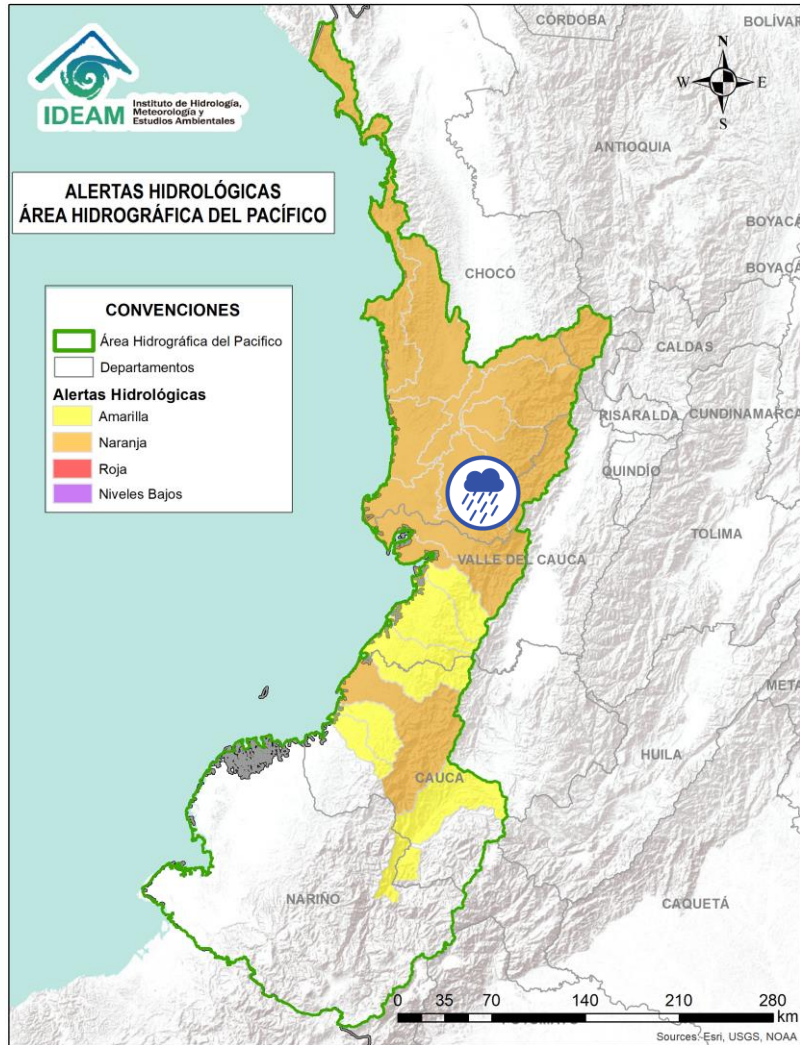 IDEAM
Instituto de Hidrología,
Meteorología y
Estudios Ambientales
ALERTAS HIDROLÓGICAS
ÁREA HIDROGRÁFICA DEL PACÍFICO
CONVENCIONES
Área Hidrográfica del Pacifico
Departamentos
Alertas Hidrológicas
Amarilla
Naranja
Roja
Niveles Bajos
CÓRDOBA
BOLÍVAR
N
W E
S
ANTIOQUIA
BOYACÁ
BOYACÁ
CHOCÓ
CALDAS
RISARALDA
CUNDINAMARCA
QUINDÍO
TOLIMA
VALLE DEL CAUCA
META
HUILA
CAUCA
NARIÑO
CAQUETÁ
0 35 70 140 210 280
km
Sources: Esri, USGS, NOAA